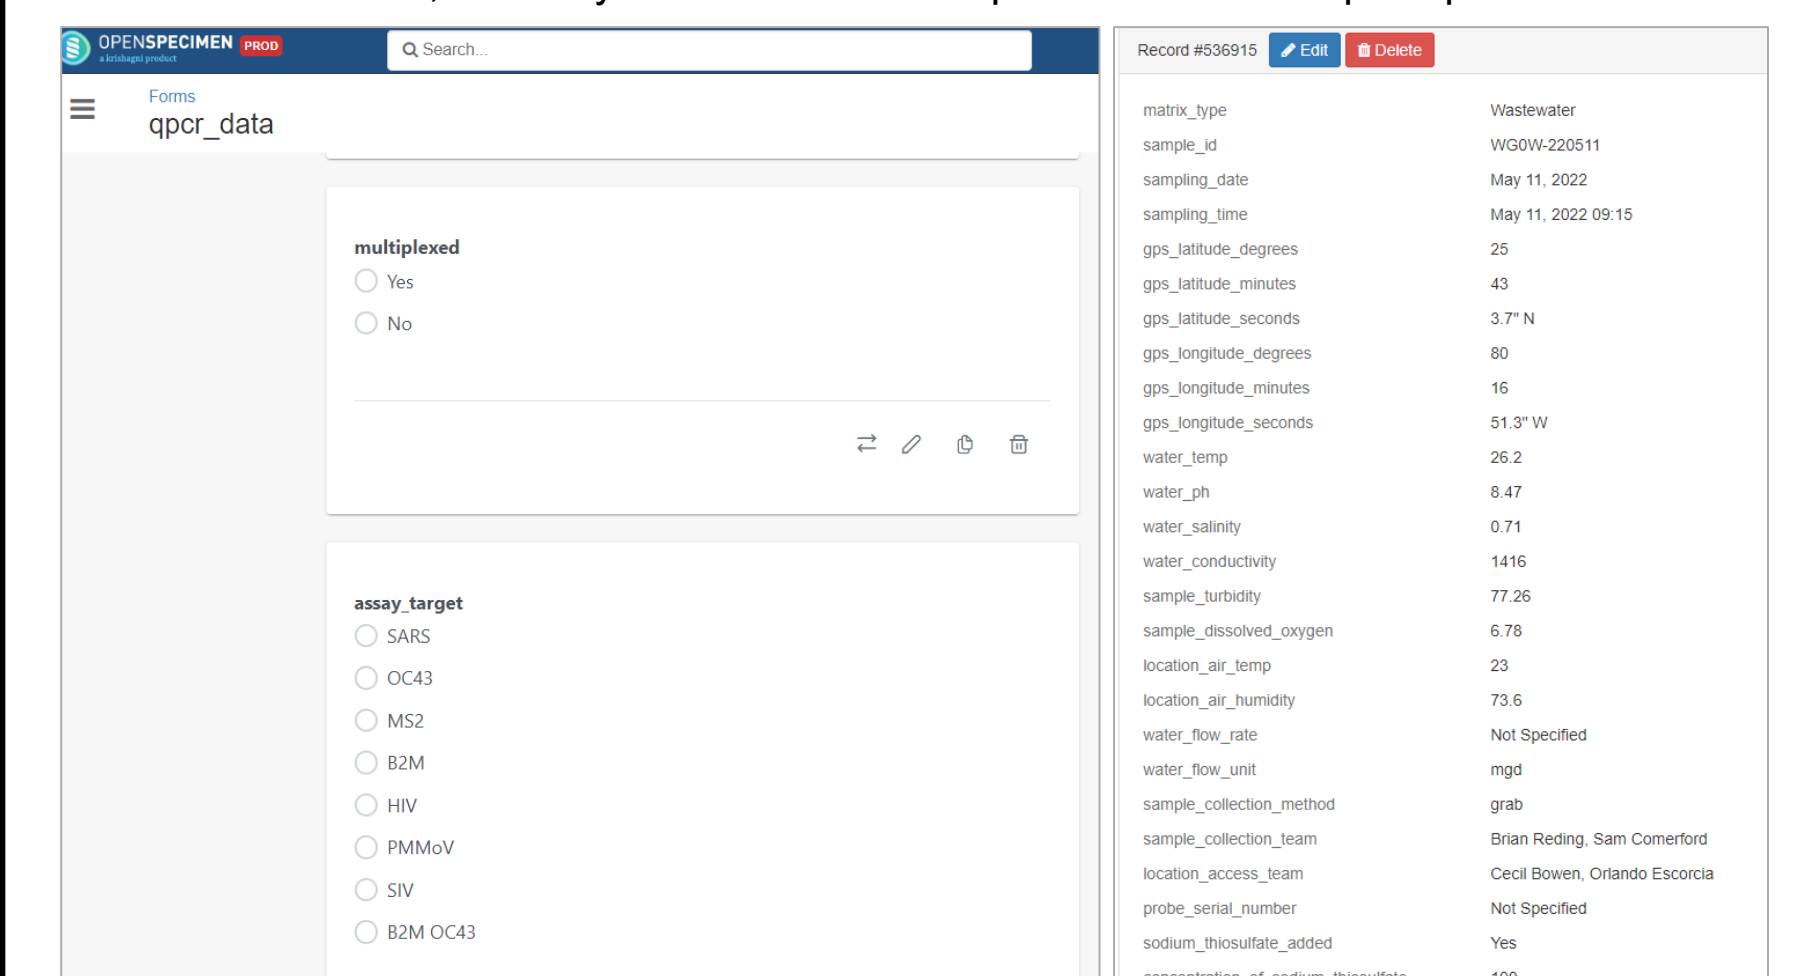 OPENSPECIMEN PROD
a krishagni product
Search...
Forms
qpcr_data
multiplexed
Yes
No
assay_target
SARS
OC43
MS2
B2M
HIV
PMMoV
SIV
B2M OC43
Record #536915 Edit Delete
matrix_type Wastewater
sample_id WG0W-220511
sampling_date May 11, 2022
sampling_time May 11, 2022 09:15
gps_latitude_degrees 25
gps_latitude_minutes 43
gps_latitude_seconds 3.7" N
gps_longitude_degrees 80
gps_longitude_minutes 16
gps_longitude_seconds 51.3" W
water_temp 26.2
water_ph 8.47
water_salinity 0.71
water_conductivity 1416
sample_turbidity 77.26
sample_dissolved_oxygen 6.78
location_air_temp 23
location_air_humidity 73.6
water_flow_rate Not Specified
water_flow_unit mgd
sample_collection_method grab
sample_collection_team Brian Reding, Sam Comerford
location_access_team Cecil Bowen, Orlando Escorcia
probe_serial_number Not Specified
sodium_thiosulfate_added Yes